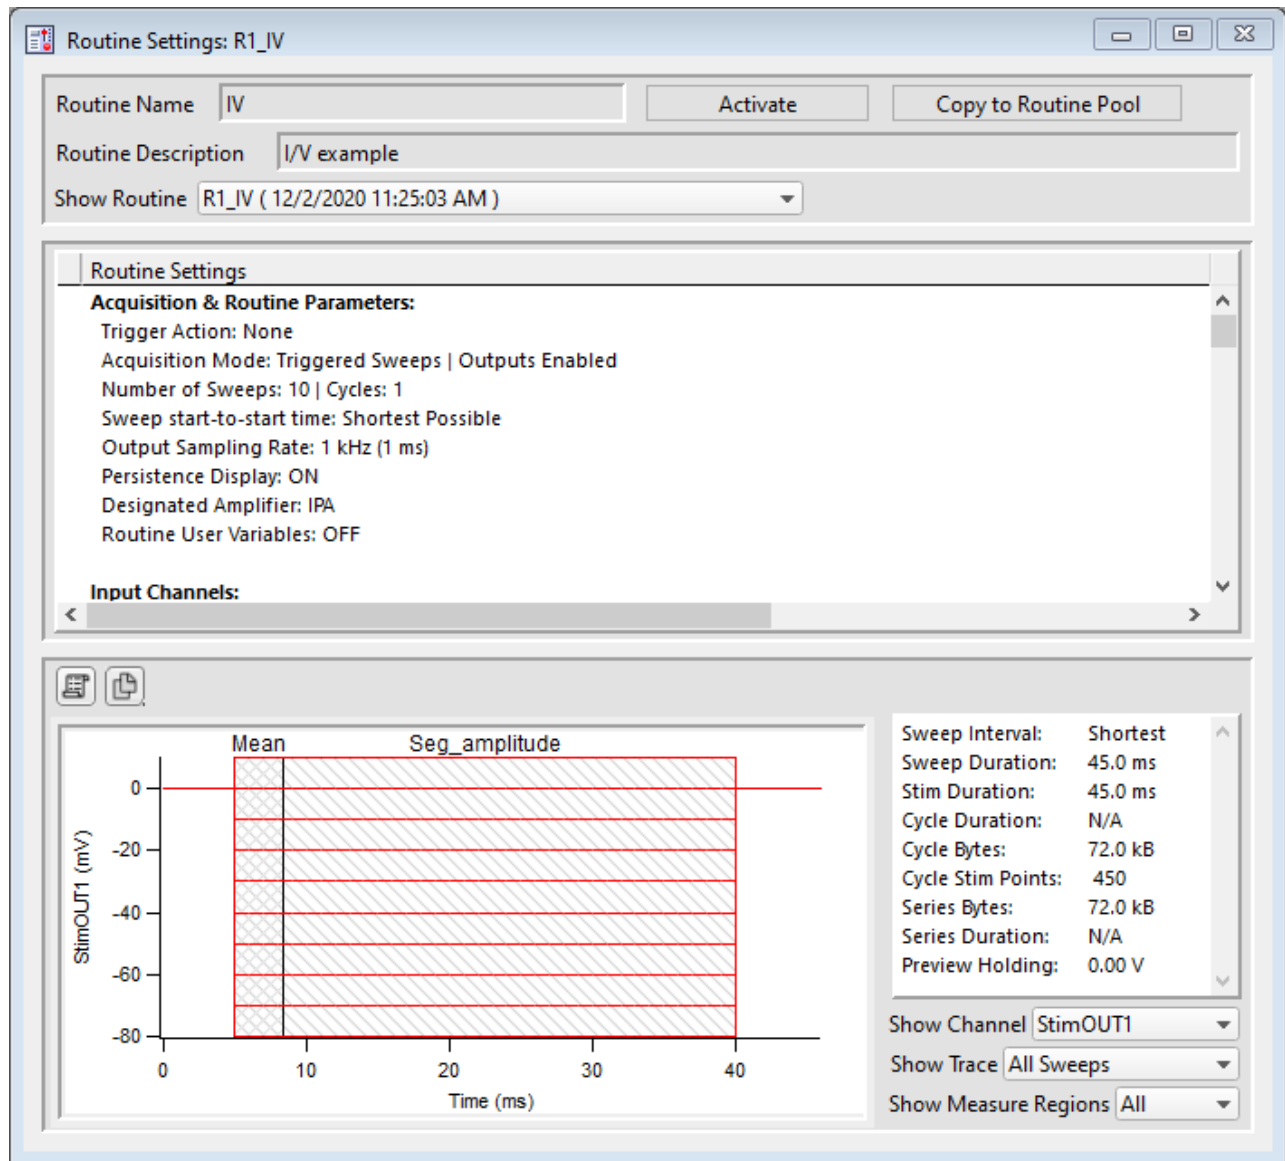 Routine Settings: R1_IV
Routine Name IV Activate Copy to Routine Pool
Routine Description I/V example
Show Routine R1_IV ( 12/2/2020 11:25:03 AM )
Routine Settings
Acquisition & Routine Parameters:
Trigger Action: None
Acquisition Mode: Triggered Sweeps | Outputs Enabled
Number of Sweeps: 10 | Cycles: 1
Sweep start-to-start time: Shortest Possible
Output Sampling Rate: 1 kHz (1 ms)
Persistence Display: ON
Designated Amplifier: IPA
Routine User Variables: OFF
Input Channels:
Mean Seg_amplitude
0
-20
-40
-60
-80
StimOUT1 (mV)
0 10 20 30 40
Time (ms)
Sweep Interval: Shortest
Sweep Duration: 45.0 ms
Stim Duration: 45.0 ms
Cycle Duration: N/A
Cycle Bytes: 72.0 kB
Cycle Stim Points: 450
Series Bytes: 72.0 kB
Series Duration: N/A
Preview Holding: 0.00 V
Show Channel StimOUT1
Show Trace All Sweeps
Show Measure Regions All